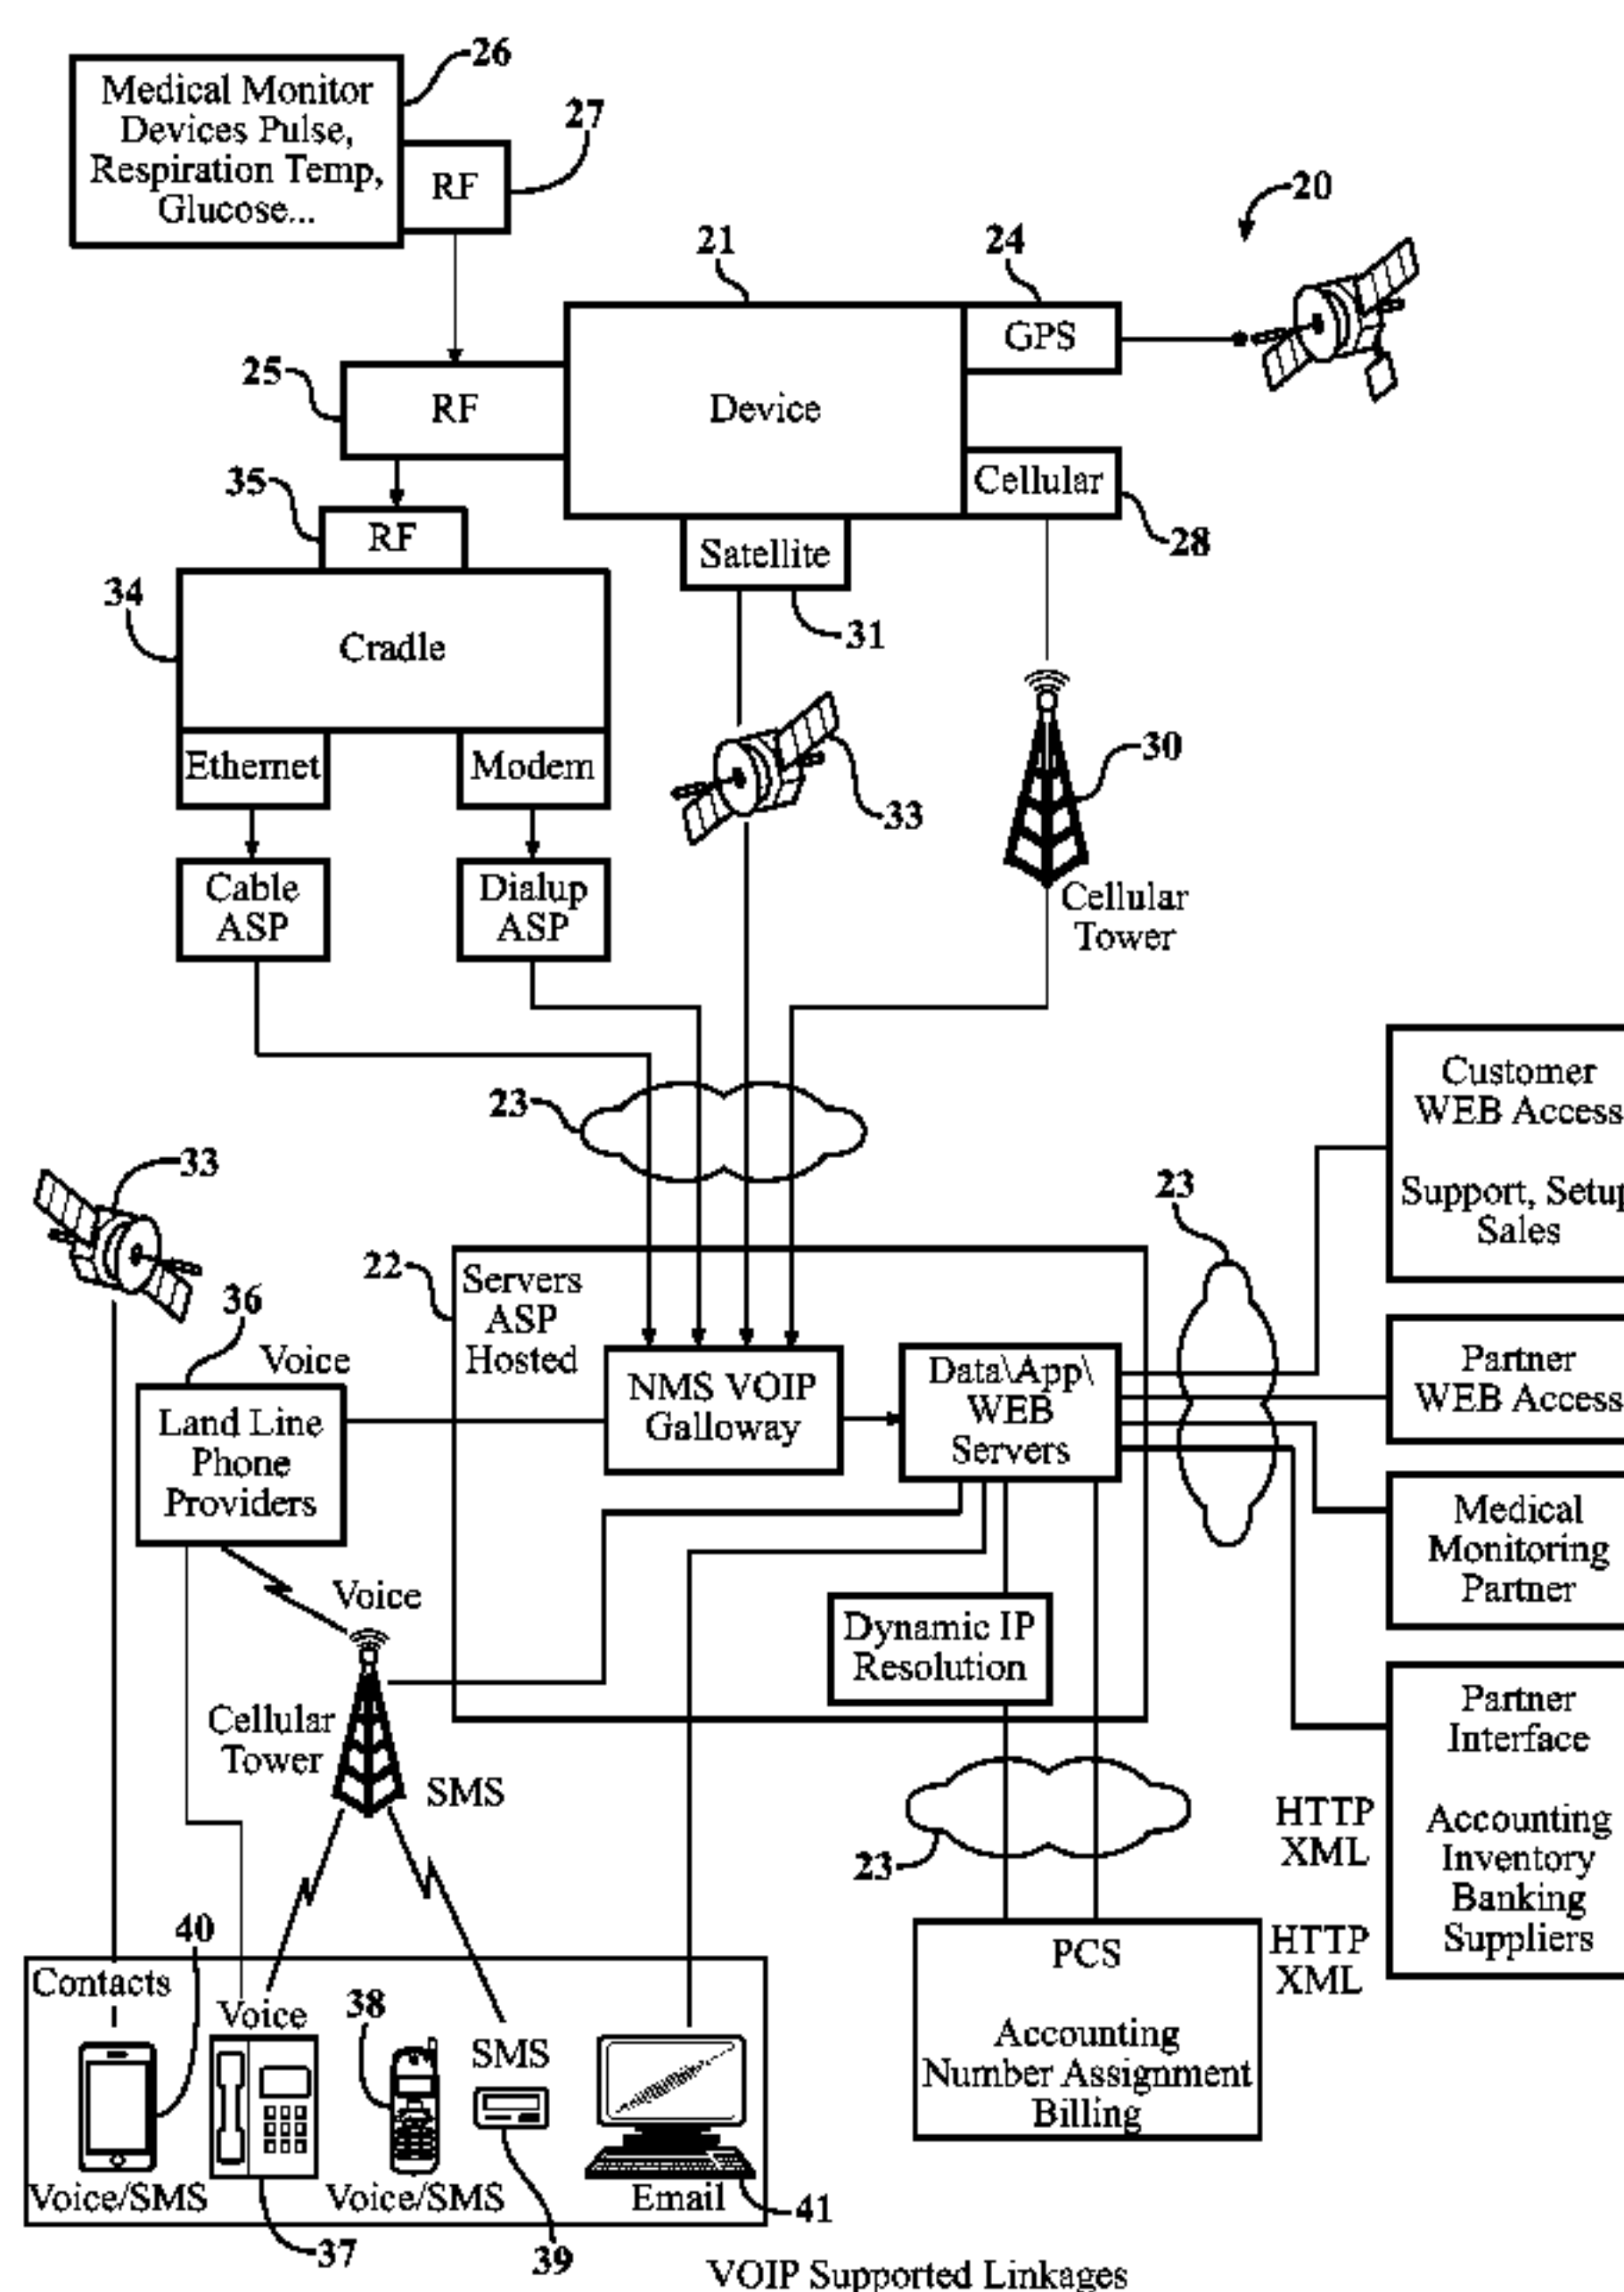 26
Medical Monitor
Devices Pulse,
Respiration Temp,
Glucose...
27
RF
20
21
24
GPS
25
RF
Device
35
RF
Cellular
28
Satellite
31
34
Cradle
Ethernet
Modem
33
30
Cable
ASP
Dialup
ASP
Cellular
Tower
23
33
23
Customer
WEB Access
Support, Setup
Sales
22
Servers
ASP
Hosted
36
Voice
Land Line
Phone
Providers
NMS VOIP
Galloway
Data\App\
WEB
Servers
Partner
WEB Access
Medical
Monitoring
Partner
Voice
Dynamic IP
Resolution
Cellular
Tower
SMS
Partner
Interface
Accounting
Inventory
Banking
Suppliers
HTTP
XML
23
HTTP
XML
PCS
Accounting
Number Assignment
Billing
Contacts
40
Voice
38
SMS
Voice/SMS
Voice/SMS
Email
41
37
39
VOIP Supported Linkages